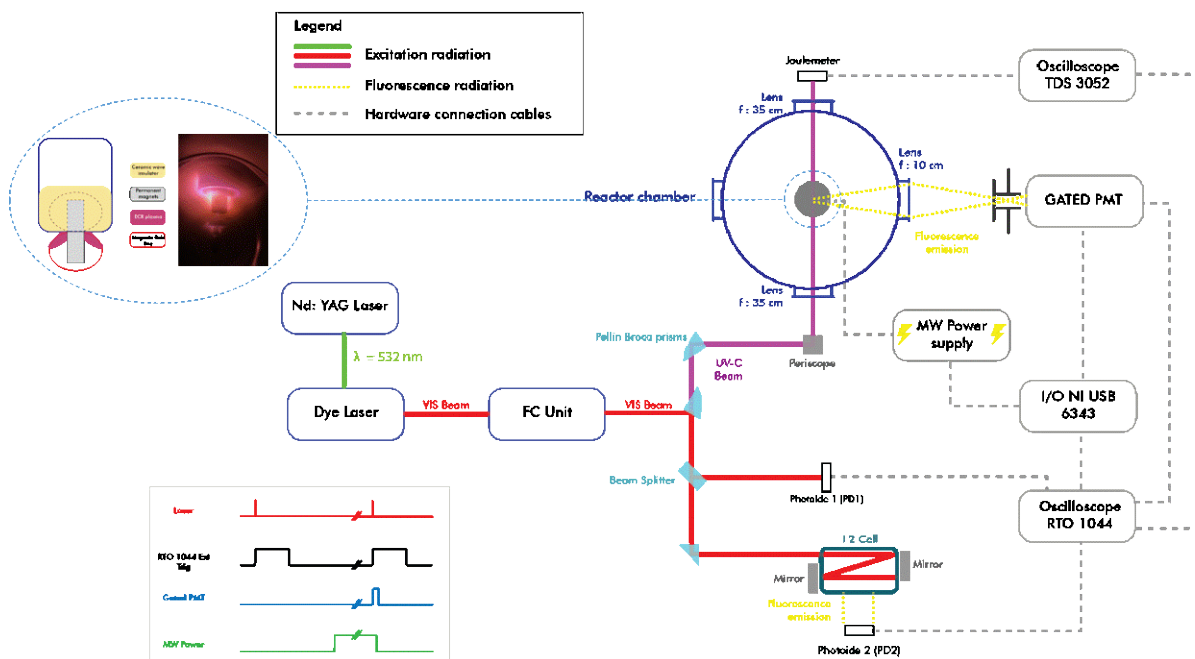 Legend
Excitation radiation
Fluorescence radiation
Hardware connection cables
Ceramic wave
insulator
Permanent
magnets
ECR plasma
Joulemeter
Oscilloscope
TDS 3052
Lens
f : 35 cm
Lens
f : 10 cm
Reactor chamber
GATED PMT
Fluorescence
emission
Lens
f : 35 cm
Nd: YAG Laser
λ = 532 nm
Pellin Broca prisms
UV-C
Beam
Periscope
MW Power
supply
Dye Laser
VIS Beam
FC Unit
VIS Beam
I/O NI USB
6343
Beam Splitter
Photoide 1 (PD1)
Oscilloscope
RTO 1044
I 2 Cell
Mirror
Mirror
Fluorescence
emission
Photoide 2 (PD2)
Laser
RTO 1044 Ext
Trig
Gated PMT
MW Power